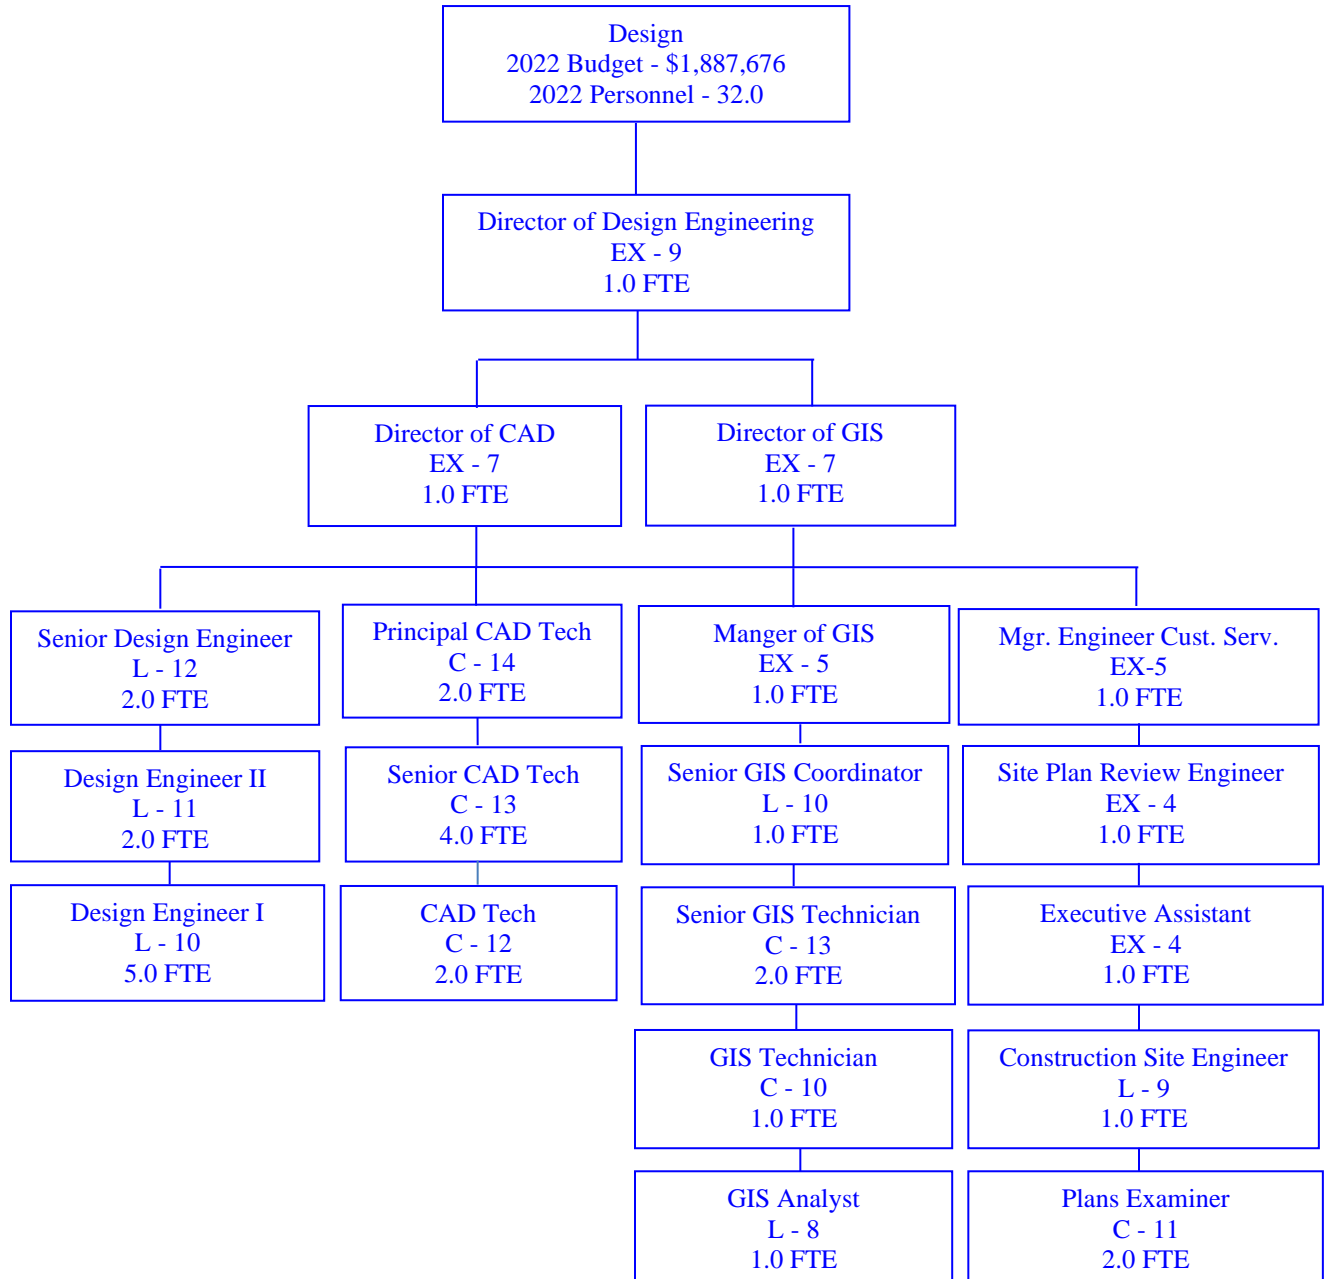 Design
2022 Budget - $1,887,676
2022 Personnel - 32.0
Director of Design Engineering
EX - 9
1.0 FTE
Director of CAD
EX - 7
1.0 FTE
Director of GIS
EX - 7
1.0 FTE
Senior Design Engineer
L - 12
2.0 FTE
Principal CAD Tech
C - 14
2.0 FTE
Manger of GIS
EX - 5
1.0 FTE
Mgr. Engineer Cust. Serv.
EX-5
1.0 FTE
Design Engineer II
L - 11
2.0 FTE
Senior CAD Tech
C - 13
4.0 FTE
Senior GIS Coordinator
L - 10
1.0 FTE
Site Plan Review Engineer
EX - 4
1.0 FTE
Design Engineer I
L - 10
5.0 FTE
CAD Tech
C - 12
2.0 FTE
Senior GIS Technician
C - 13
2.0 FTE
Executive Assistant
EX - 4
1.0 FTE
GIS Technician
C - 10
1.0 FTE
Construction Site Engineer
L - 9
1.0 FTE
GIS Analyst
L - 8
1.0 FTE
Plans Examiner
C - 11
2.0 FTE